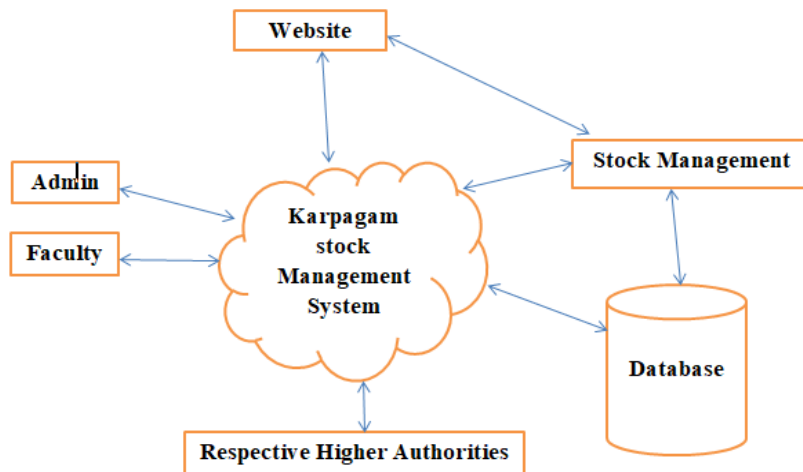 Website
Stock Management
Admin
Faculty
Karpagam
stock
Management
System
Database
Respective Higher Authorities